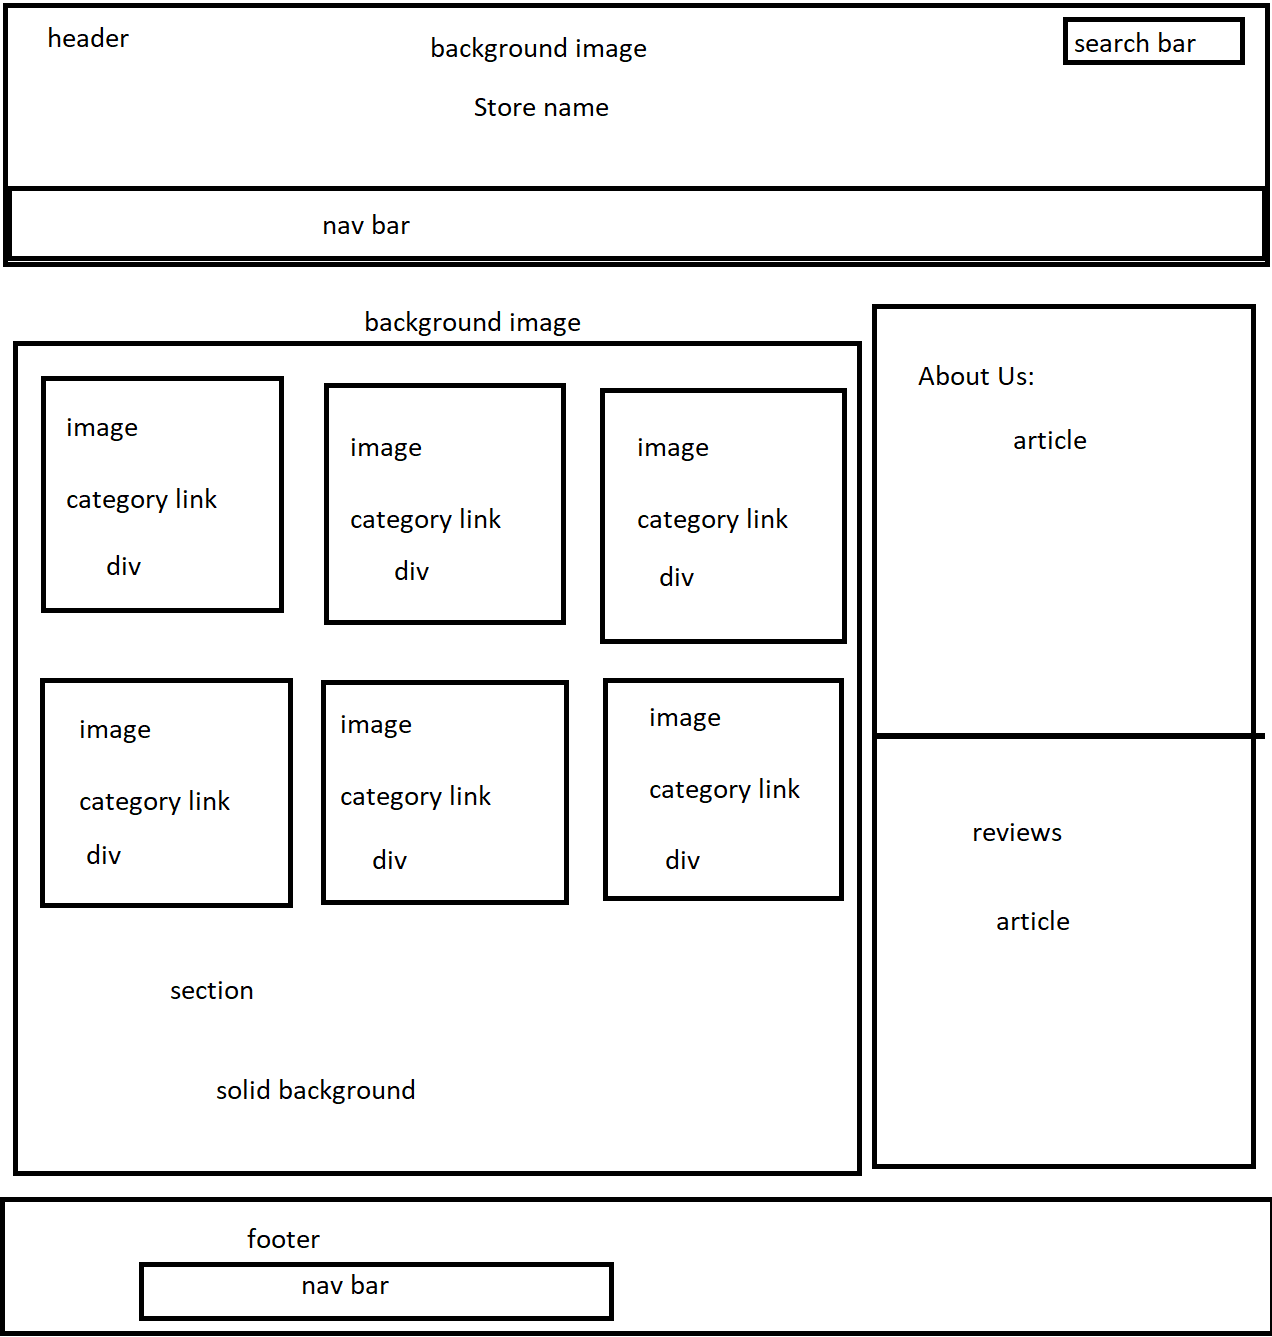 header
background image
search bar
Store name
nav bar
background image
image
category link
div
image
category link
div
image
category link
div
image
category link
div
image
category link
div
image
category link
div
section
solid background
About Us:
article
reviews
article
footer
nav bar